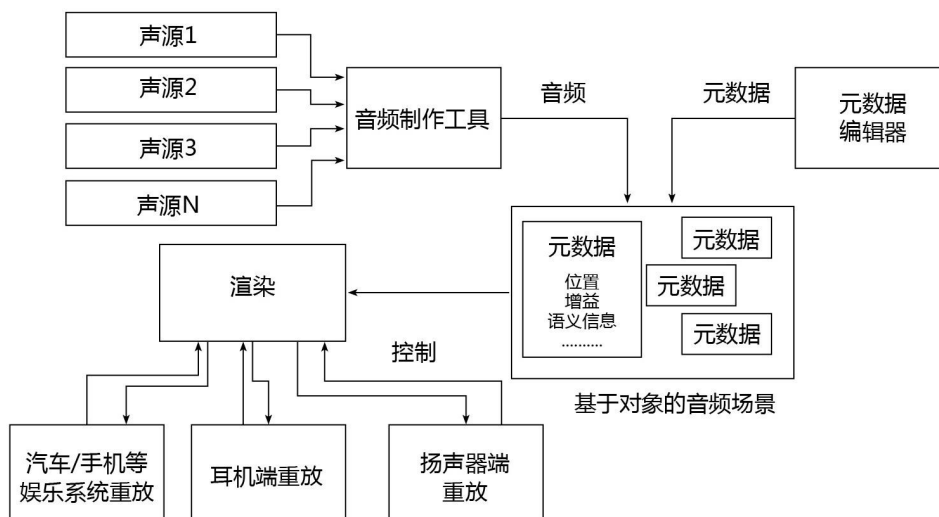 声源1
声源2
声源3
声源N
音频制作工具
音频
元数据
元数据
编辑器
元数据
位置
增益
语义信息
..........
元数据
元数据
元数据
基于对象的音频场景
渲染
控制
汽车/手机等
娱乐系统重放
耳机端重放
扬声器端
重放